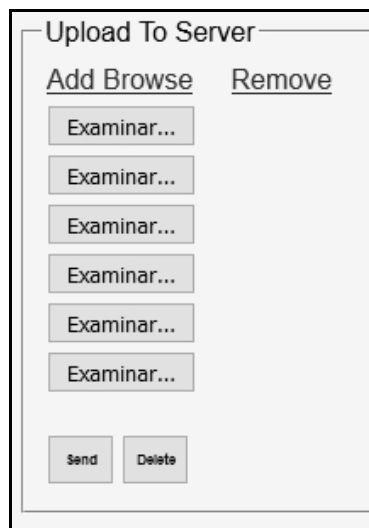 Upload To Server
Add Browse Remove
Examinar...
Examinar...
Examinar...
Examinar...
Examinar...
Examinar...
Send Delete